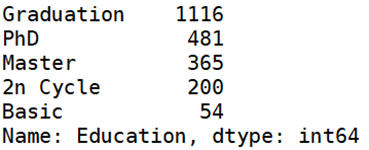 Graduation    1116
PhD            481
Master         365
2n Cycle       200
Basic           54
Name: Education, dtype: int64